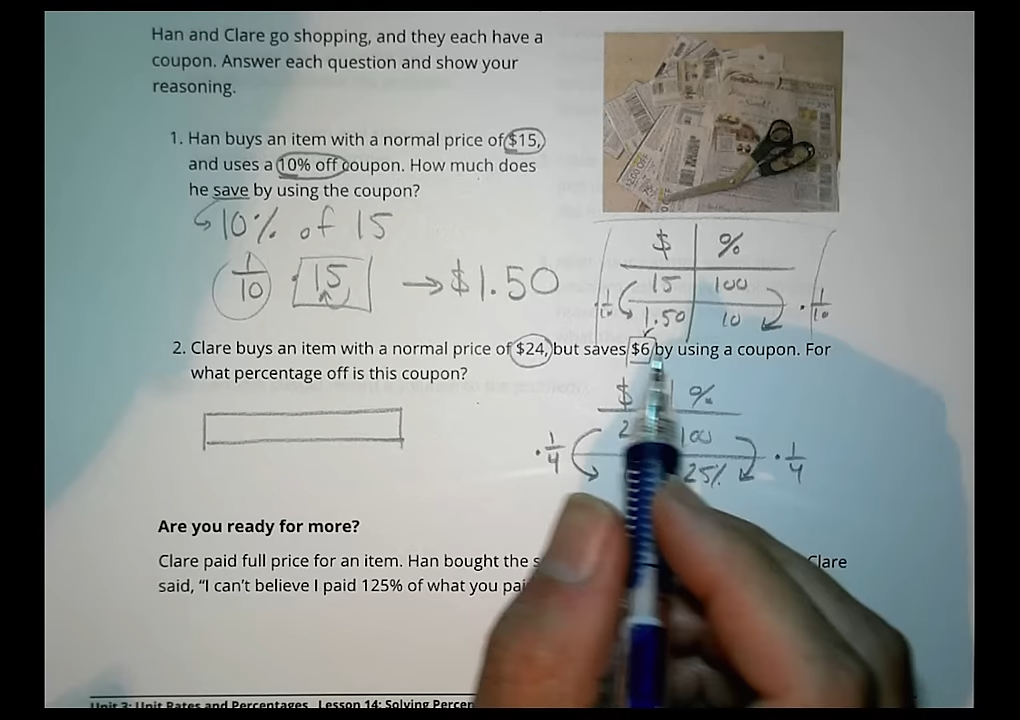 Han and Clare go shopping, and they each have a
coupon. Answer each question and show your
reasoning.
1. Han buys an item with a normal price of $15,
and uses a 10% off coupon. How much does
he save by using the coupon?
10% of 15
1/10 · 15 → $1.50
$ %
15 100
1.50 10
· 1/10
2. Clare buys an item with a normal price of $24, but saves $6 by using a coupon. For
what percentage off is this coupon?
$ %
2 100
· 1/4 25% · 1/4
Are you ready for more?
Clare paid full price for an item. Han bought the s Clare
said, “I can’t believe I paid 125% of what you pai
Unit 3: Unit Rates and Percentages Lesson 14: Solving Percen